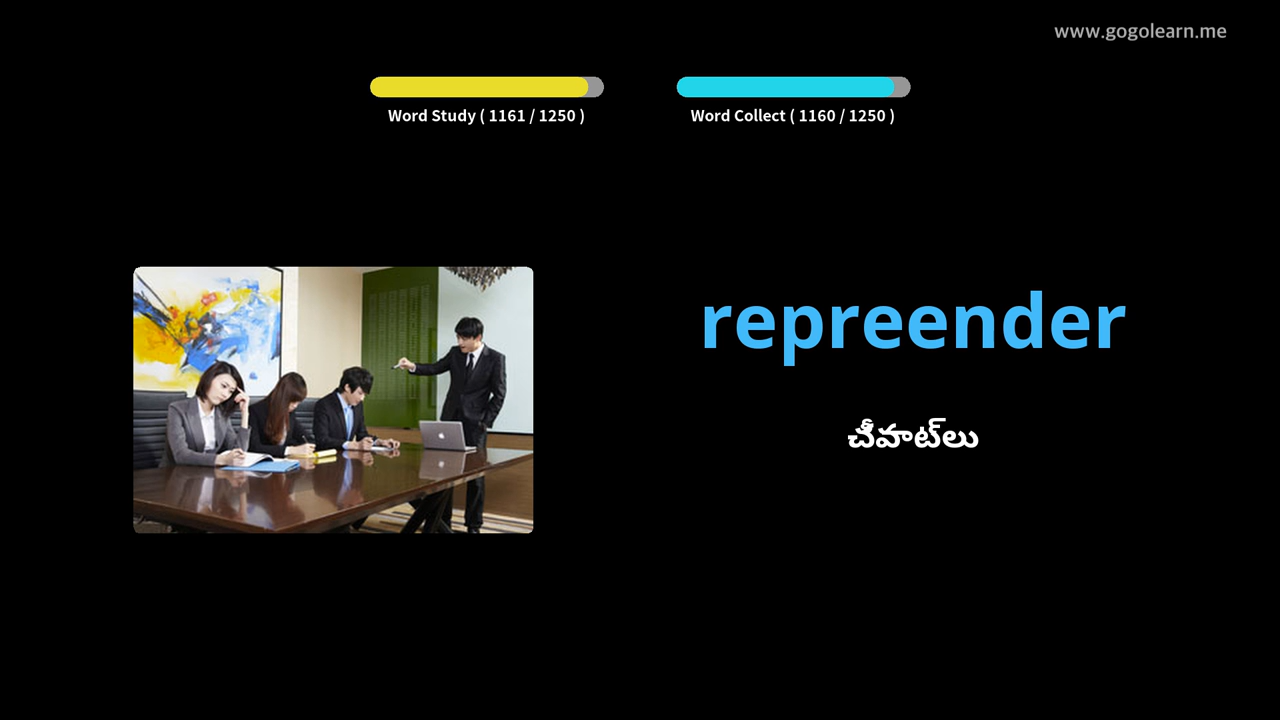 www.gogolearn.me
Word Study ( 1161 / 1250 )
Word Collect ( 1160 / 1250 )
repreender
చీవాట్‌లు